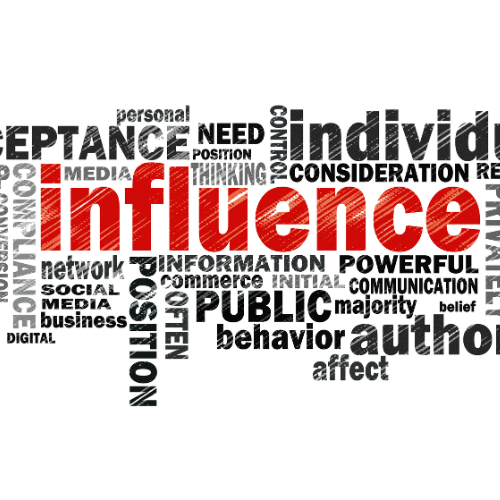 personal
CEPTANCE
NEED
POSITION
CONTROL
individu
MEDIA
THINKING
CONSIDERATION
RE
influence
COMPLIANCE
CONVERSION
PRIVATELY
network
POSITION
INFORMATION
POWERFUL
commerce
INITIAL
COMMUNICATION
SOCIAL
MEDIA
OFTEN
PUBLIC
majority
belief
business
behavior
author
DIGITAL
affect